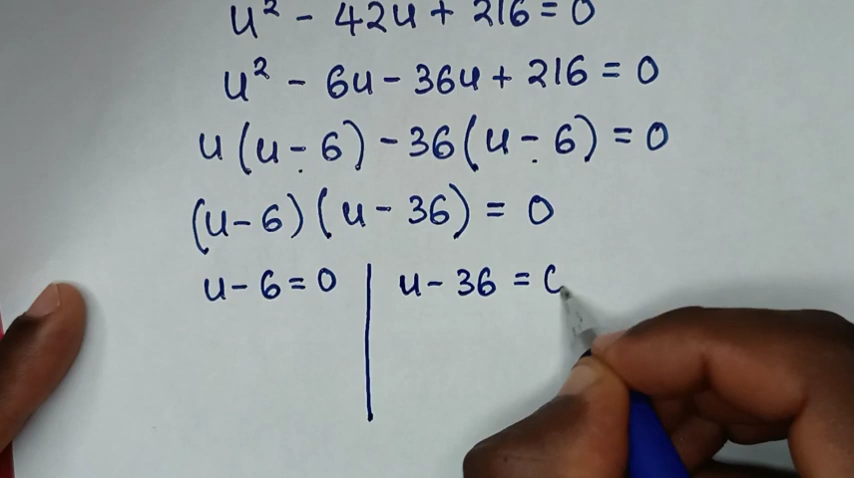 u² - 42u + 216 = 0
u² - 6u - 36u + 216 = 0
u(u - 6) - 36(u - 6) = 0
(u - 6)(u - 36) = 0
u - 6 = 0 | u - 36 =